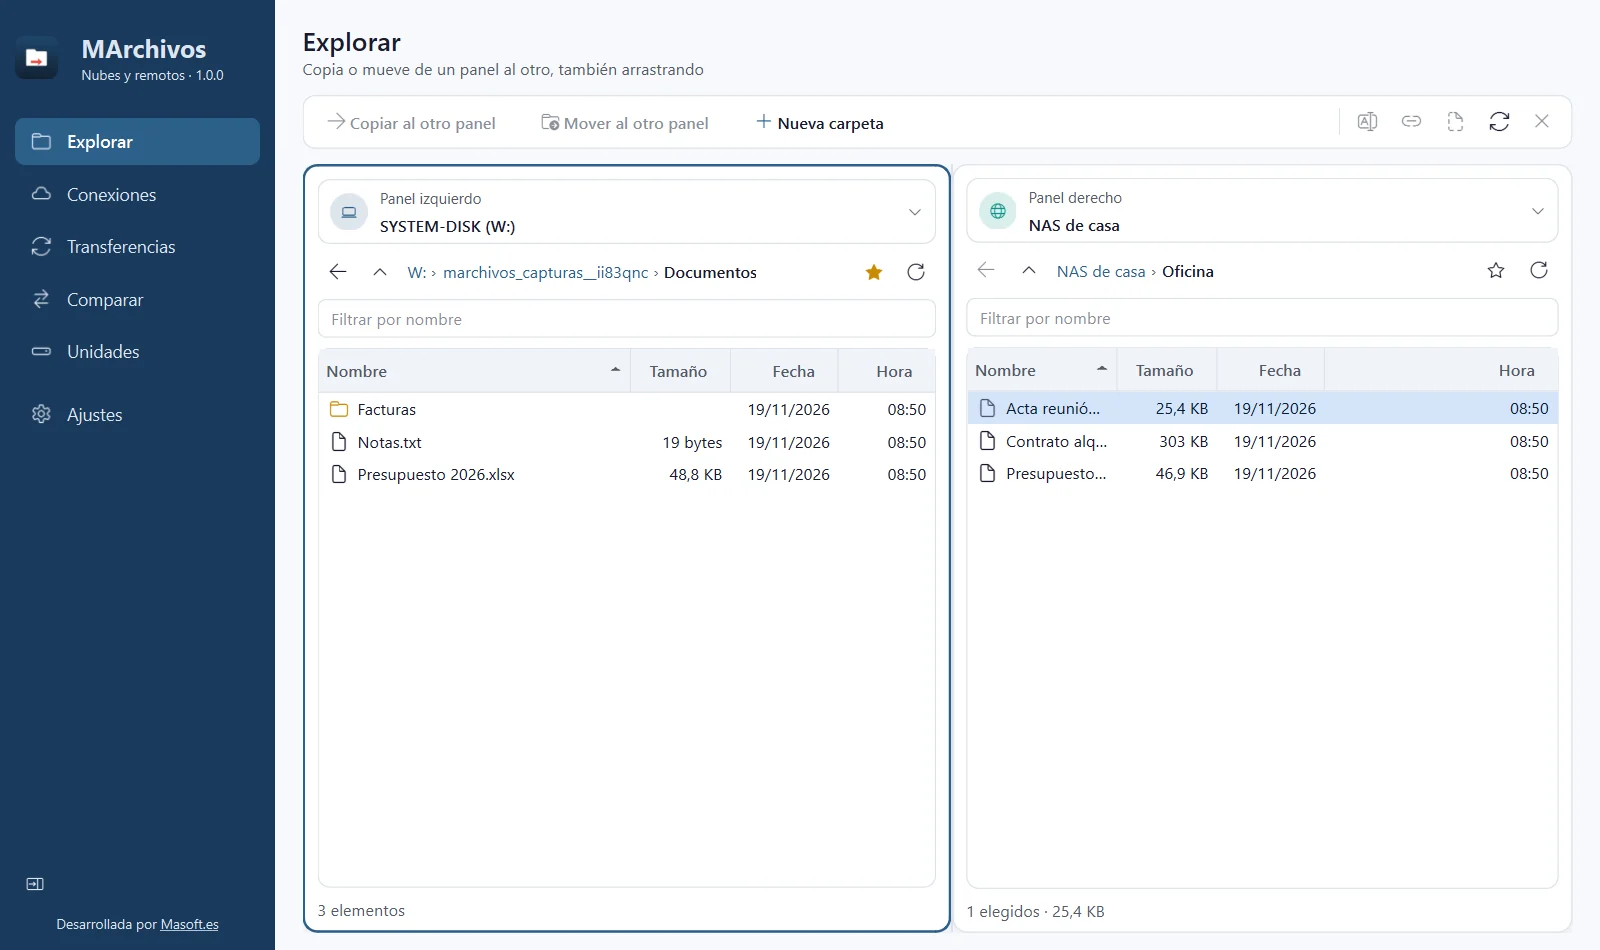 MArchivos
Nubes y remotos · 1.0.0
Explorar
Conexiones
Transferencias
Comparar
Unidades
Ajustes
Desarrollada por Masoft.es
Explorar
Copia o mueve de un panel al otro, también arrastrando
Copiar al otro panel Mover al otro panel Nueva carpeta
Panel izquierdo
SYSTEM-DISK (W:)
W: › marchivos_capturas__ii83qnc › Documentos
Filtrar por nombre
Nombre Tamaño Fecha Hora
Facturas 19/11/2026 08:50
Notas.txt 19 bytes 19/11/2026 08:50
Presupuesto 2026.xlsx 48,8 KB 19/11/2026 08:50
3 elementos
Panel derecho
NAS de casa
NAS de casa › Oficina
Filtrar por nombre
Nombre Tamaño Fecha Hora
Acta reunió... 25,4 KB 19/11/2026 08:50
Contrato alq... 303 KB 19/11/2026 08:50
Presupuesto... 46,9 KB 19/11/2026 08:50
1 elegidos · 25,4 KB